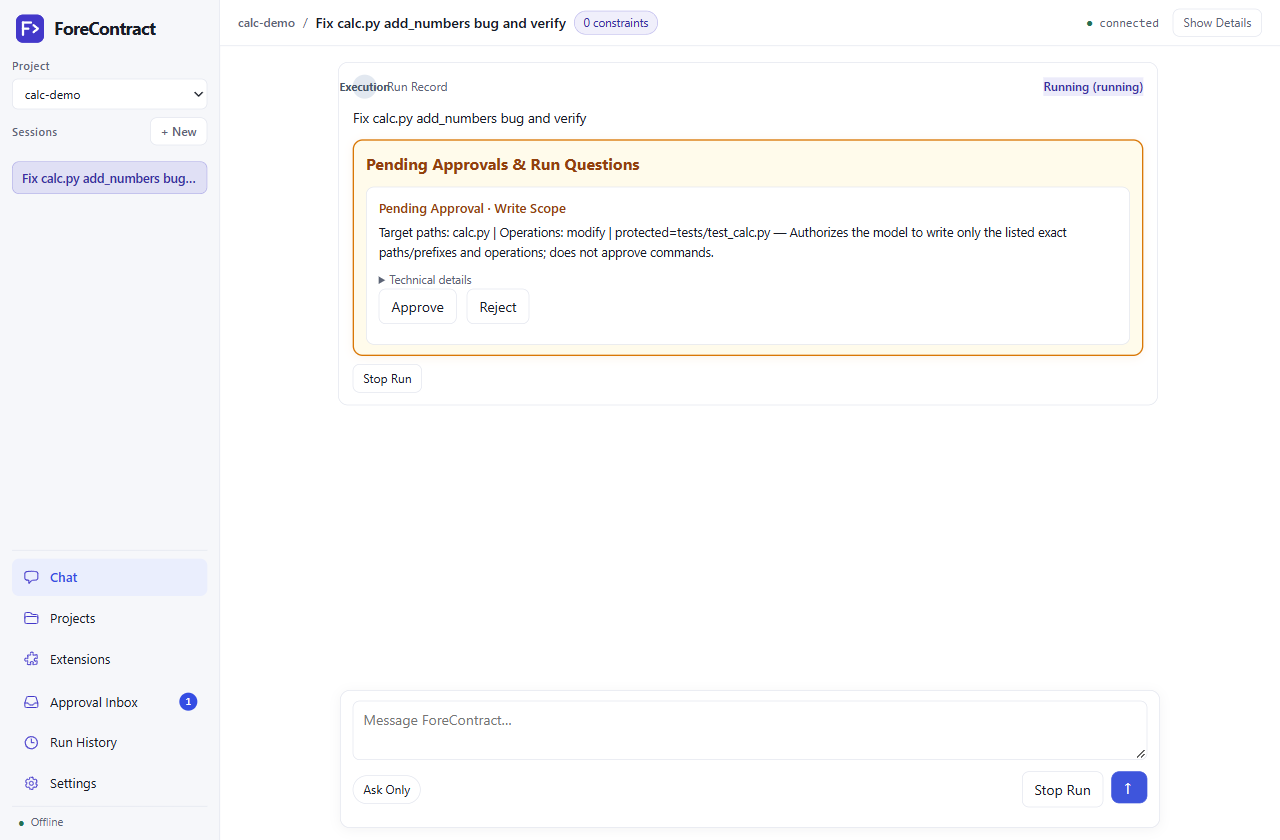 ForeContract
Project
calc-demo
Sessions
+ New
Fix calc.py add_numbers bug...
Chat
Projects
Extensions
Approval Inbox
1
Run History
Settings
Offline
calc-demo / Fix calc.py add_numbers bug and verify 0 constraints
connected
Show Details
Execution Run Record
Running (running)
Fix calc.py add_numbers bug and verify
Pending Approvals & Run Questions
Pending Approval · Write Scope
Target paths: calc.py | Operations: modify | protected=tests/test_calc.py — Authorizes the model to write only the listed exact
paths/prefixes and operations; does not approve commands.
Technical details
Approve Reject
Stop Run
Message ForeContract...
Ask Only
Stop Run
↑